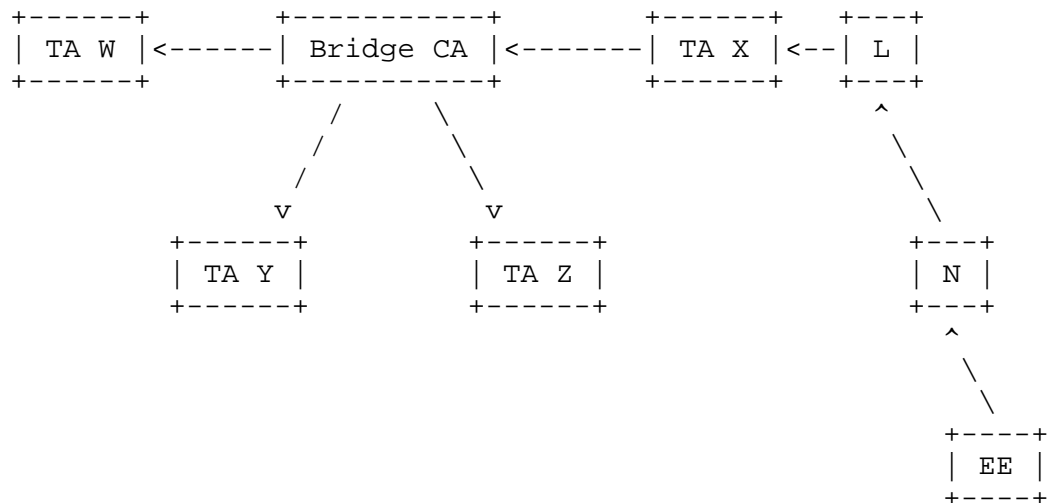 +------+      +-----------+        +------+   +---+
| TA W |<------| Bridge CA |<-------| TA X |<--| L |
+------+      +-----------+        +------+   +---+
                /     \                         ^
               /       \                         \
              /         \                         \
             v           v                         \
          +------+     +------+                   +---+
          | TA Y |     | TA Z |                   | N |
          +------+     +------+                   +---+
                                                    ^
                                                     \
                                                      \
                                                    +----+
                                                    | EE |
                                                    +----+